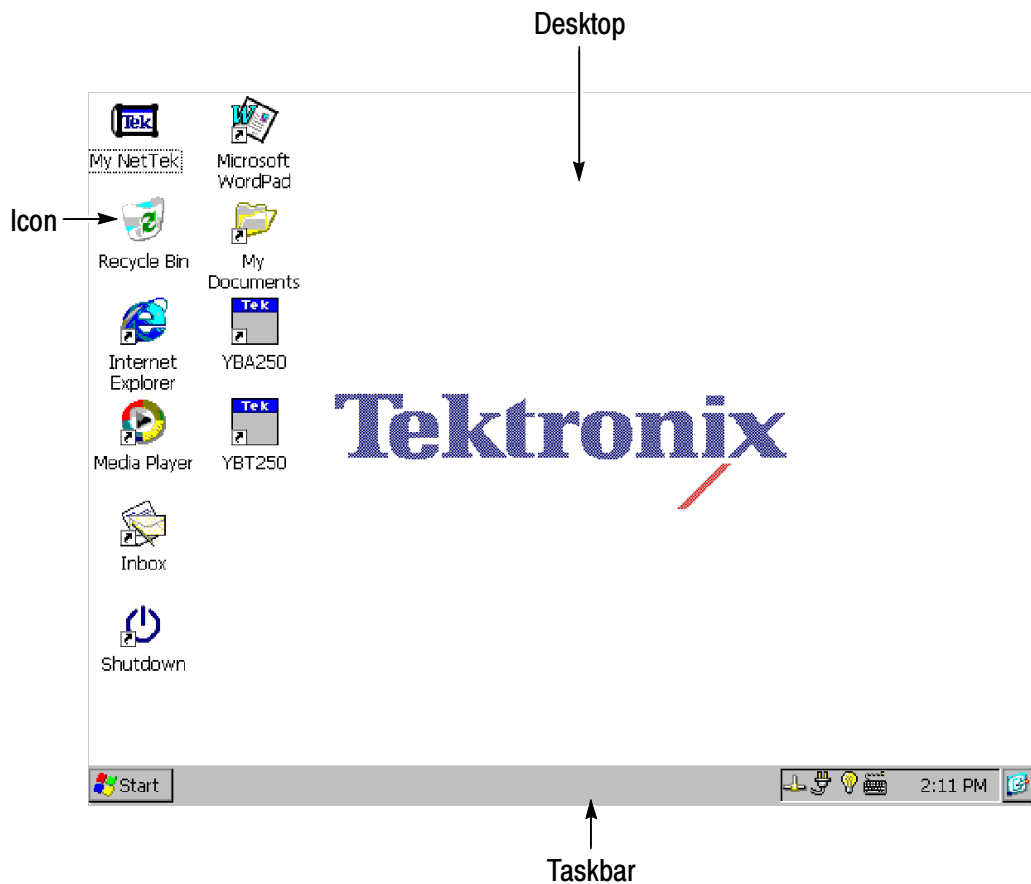 Desktop
Tek
My NetTek
Microsoft
WordPad
Icon
Recycle Bin
My
Documents
Internet
Explorer
Tek
YBA250
Media Player
Tek
YBT250
Tektronix
Inbox
Shutdown
Start
2:11 PM
Taskbar